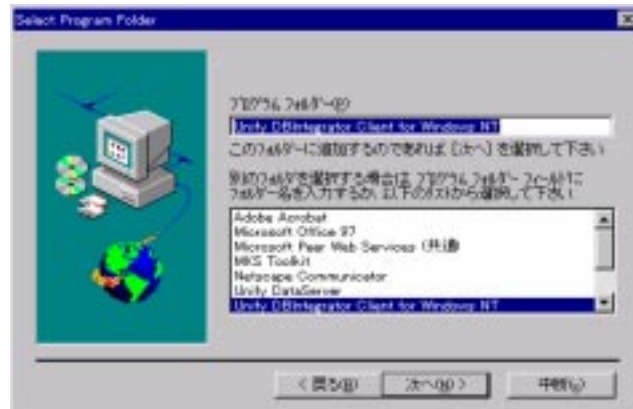 Select Program Folder
プログラム フォルダー(P)
Unify DBIntegrator Client for Windows NT
このフォルダーに追加するのであれば [次へ] を選択して下さい
別のフォルダを選択する場合は プログラム フォルダー フィールドに
フォルダー名を入力するか、以下のリストから選択して下さい
Adobe Acrobat
Microsoft Office 97
Microsoft Peer Web Services (共通)
MKS Toolkit
Netscape Communicator
Unify DataServer
Unify DBIntegrator Client for Windows NT
< 戻る(B)
次へ(N) >
中断(C)